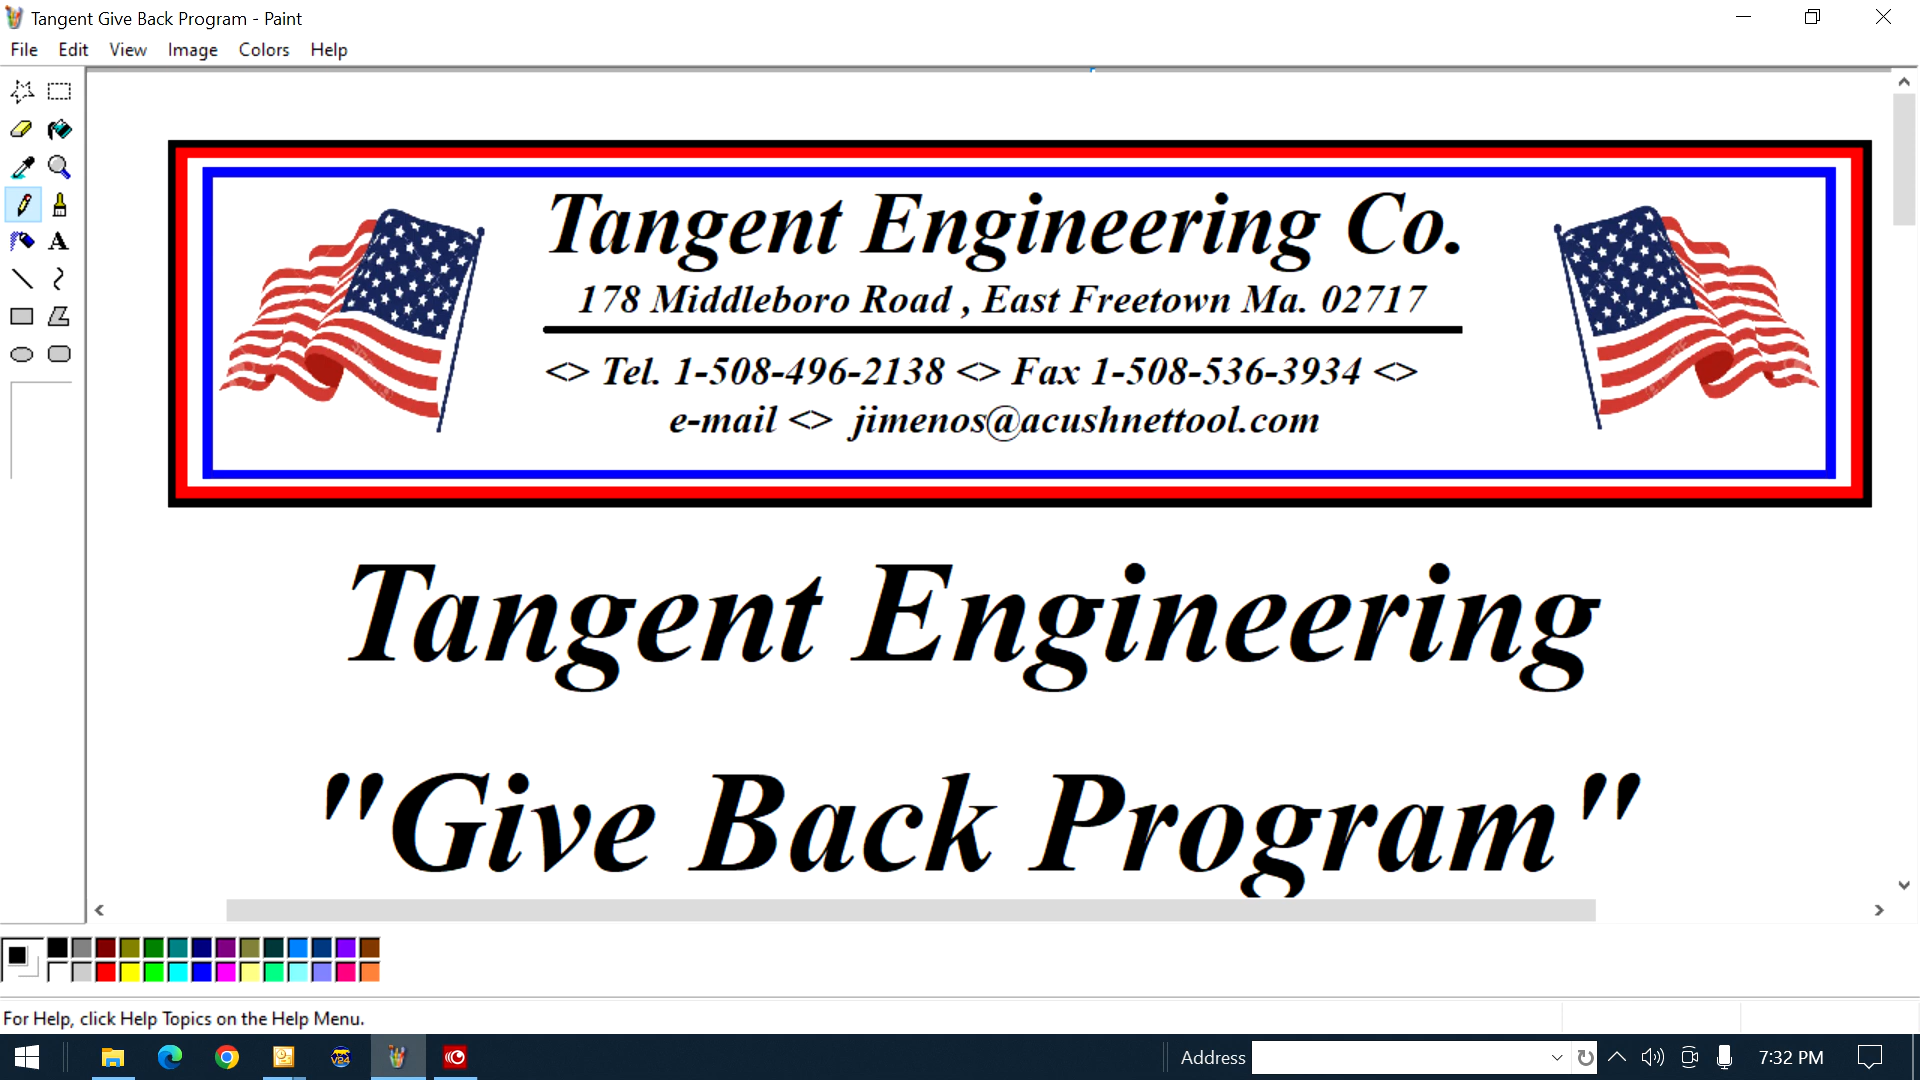 Tangent Give Back Program - Paint
File Edit View Image Colors Help
Tangent Engineering Co.
178 Middleboro Road , East Freetown Ma. 02717
<> Tel. 1-508-496-2138 <> Fax 1-508-536-3934 <>
e-mail <> jimenos@acushnettool.com
Tangent Engineering
"Give Back Program"
For Help, click Help Topics on the Help Menu.
V24
Address
7:32 PM